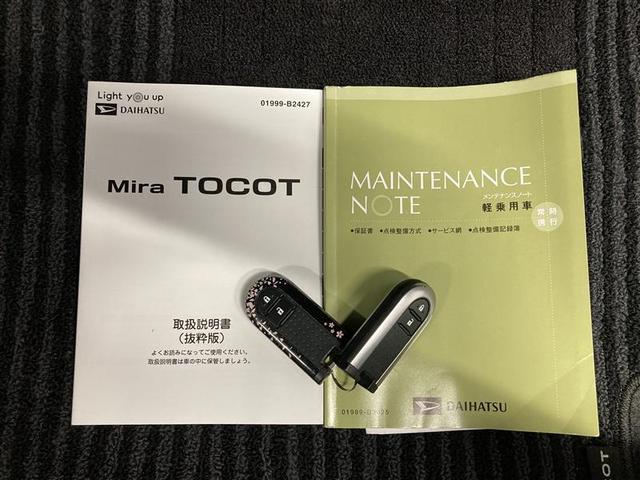 Light you up
DAIHATSU
01999-B2427
Mira TOCOT
取扱説明書
(抜粋版)
よくお読みになってご使用ください。
取扱説明書は車の中に保管しましょう。
MAINTENANCE
NOTE
メンテナンスノート
軽乗用車
常時
携行
•保証書 •点検整備方式 •サービス網 •点検整備記録簿
DAIHATSU
COT